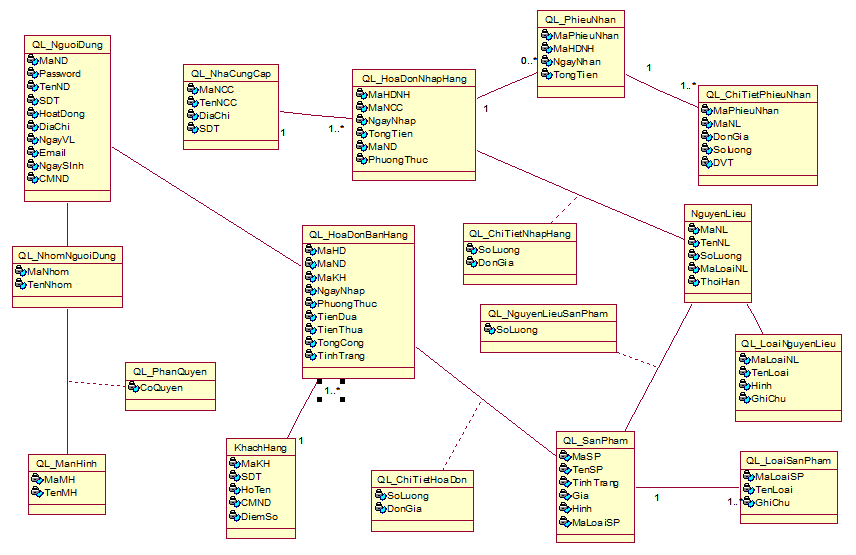 QL_NguoiDung
MaND
Password
TenND
SDT
HoatDong
DiaChi
NgayVL
Email
NgaySInh
CMND
QL_NhaCungCap
MaNCC
TenNCC
DiaChi
SDT
1
1..*
QL_HoaDonNhapHang
MaHDNH
MaNCC
NgayNhap
TongTien
MaND
PhuongThuc
1
0..*
QL_PhieuNhan
MaPhieuNhan
MaHDNH
NgayNhan
TongTien
1
1..*
QL_ChiTietPhieuNhan
MaPhieuNhan
MaNL
DonGia
Soluong
DVT
QL_NhomNguoiDung
MaNhom
TenNhom
QL_HoaDonBanHang
MaHD
MaND
MaKH
NgayNhap
PhuongThuc
TienDua
TienThua
TongCong
TinhTrang
1..*
1
QL_ChiTietNhapHang
SoLuong
DonGia
NguyenLieu
MaNL
TenNL
SoLuong
MaLoaiNL
ThoiHan
QL_NguyenLieuSanPham
SoLuong
QL_LoaiNguyenLieu
MaLoaiNL
TenLoai
Hinh
GhiChu
QL_PhanQuyen
CoQuyen
QL_ManHinh
MaMH
TenMH
KhachHang
MaKH
SDT
HoTen
CMND
DiemSo
QL_ChiTietHoaDon
SoLuong
DonGia
QL_SanPham
MaSP
TenSP
TinhTrang
Gia
Hinh
MaLoaiSP
1
1..*
QL_LoaiSanPham
MaLoaiSP
TenLoai
GhiChu